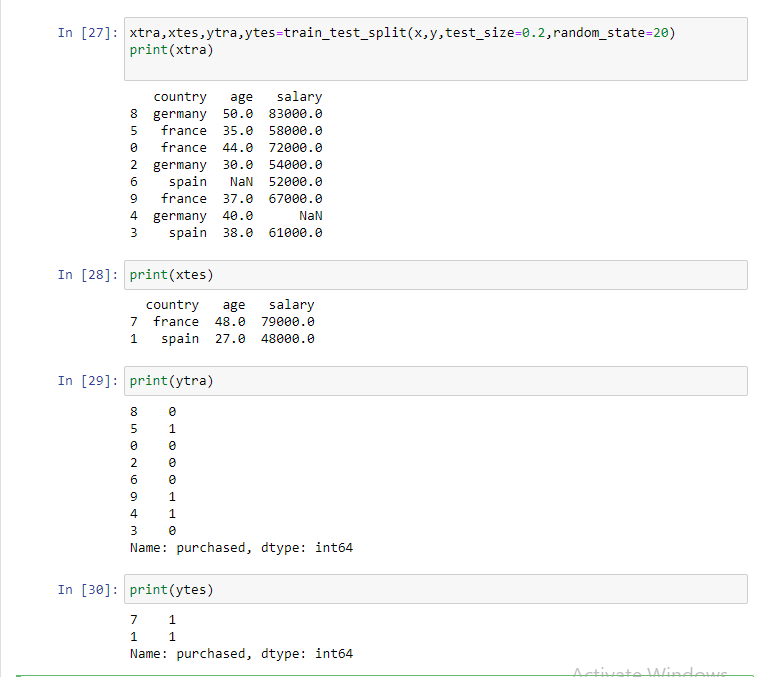 In [27]: xtra,xtes,ytra,ytes=train_test_split(x,y,test_size=0.2,random_state=20)
print(xtra)
country age salary
8 germany 50.0 83000.0
5 france 35.0 58000.0
0 france 44.0 72000.0
2 germany 30.0 54000.0
6 spain NaN 52000.0
9 france 37.0 67000.0
4 germany 40.0 NaN
3 spain 38.0 61000.0
In [28]: print(xtes)
country age salary
7 france 48.0 79000.0
1 spain 27.0 48000.0
In [29]: print(ytra)
8 0
5 1
0 0
2 0
6 0
9 1
4 1
3 0
Name: purchased, dtype: int64
In [30]: print(ytes)
7 1
1 1
Name: purchased, dtype: int64
Activate Windows